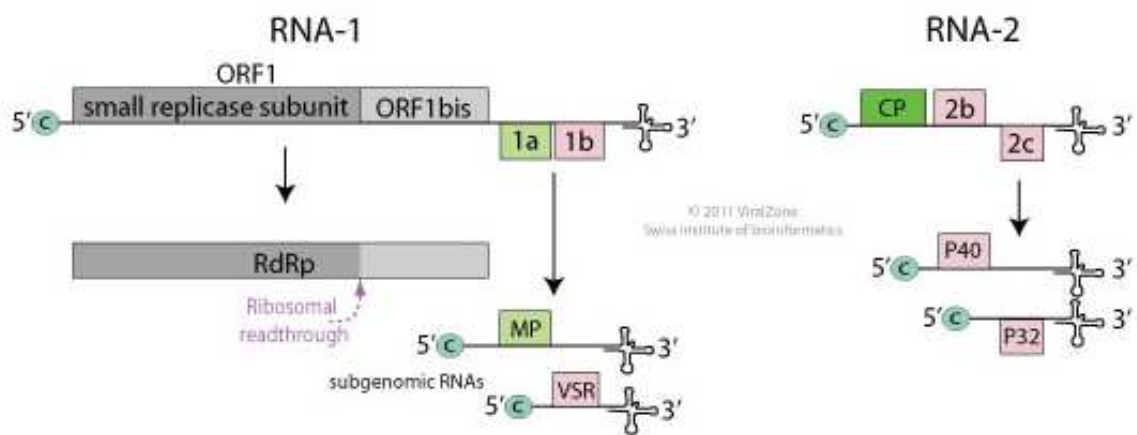 RNA-1
RNA-2
ORF1
small replicase subunit ORF1bis
5' C 3'
1a 1b
CP 2b
5' C 3'
2c
© 2011 ViralZone
Swiss Institute of Bioinformatics
RdRp
Ribosomal
readthrough
P40
5' C 3'
5' C 3'
P32
MP
5' C 3'
subgenomic RNAs
VSR
5' C 3'